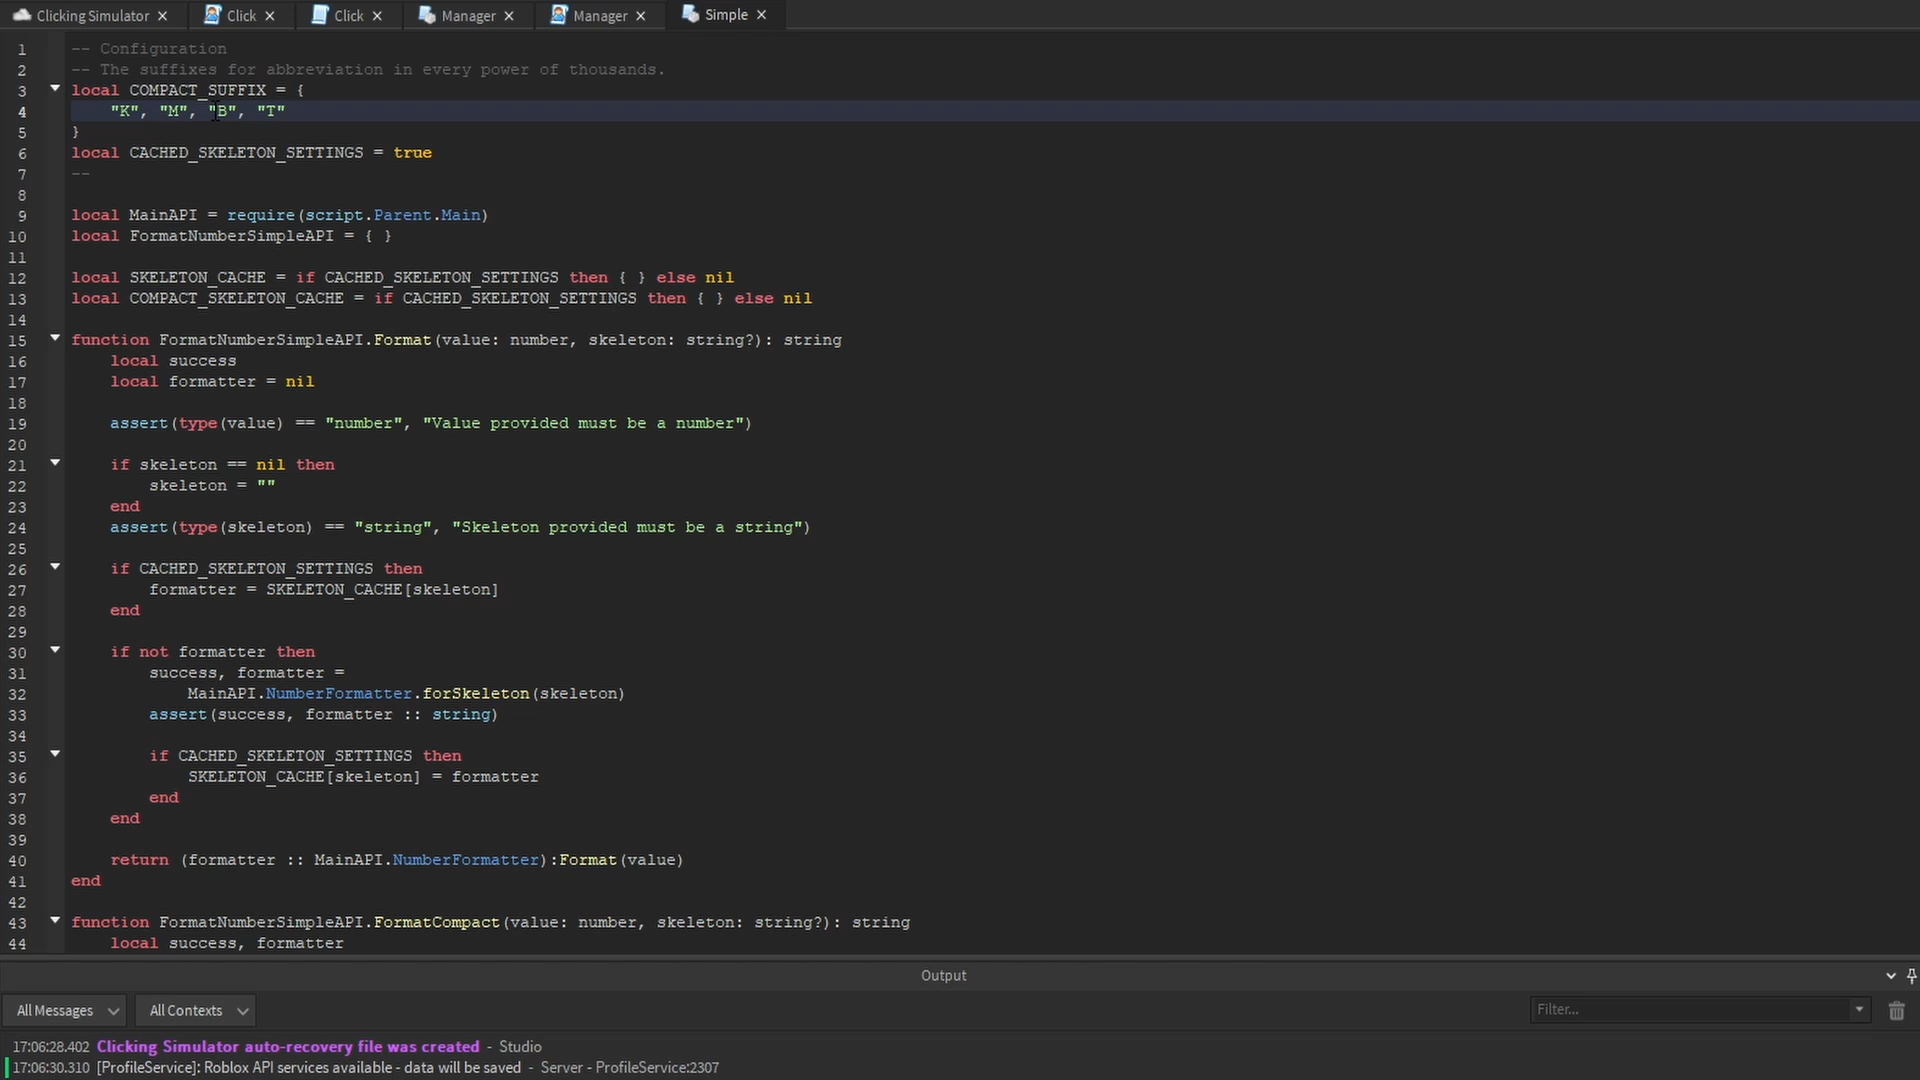 Clicking Simulator Click Click Manager Manager Simple
1 -- Configuration
2 -- The suffixes for abbreviation in every power of thousands.
3 local COMPACT_SUFFIX = {
4 "K", "M", "B", "T"
5 }
6 local CACHED_SKELETON_SETTINGS = true
7 --
8
9 local MainAPI = require(script.Parent.Main)
10 local FormatNumberSimpleAPI = { }
11
12 local SKELETON_CACHE = if CACHED_SKELETON_SETTINGS then { } else nil
13 local COMPACT_SKELETON_CACHE = if CACHED_SKELETON_SETTINGS then { } else nil
14
15 function FormatNumberSimpleAPI.Format(value: number, skeleton: string?): string
16 local success
17 local formatter = nil
18
19 assert(type(value) == "number", "Value provided must be a number")
20
21 if skeleton == nil then
22 skeleton = ""
23 end
24 assert(type(skeleton) == "string", "Skeleton provided must be a string")
25
26 if CACHED_SKELETON_SETTINGS then
27 formatter = SKELETON_CACHE[skeleton]
28 end
29
30 if not formatter then
31 success, formatter =
32 MainAPI.NumberFormatter.forSkeleton(skeleton)
33 assert(success, formatter :: string)
34
35 if CACHED_SKELETON_SETTINGS then
36 SKELETON_CACHE[skeleton] = formatter
37 end
38 end
39
40 return (formatter :: MainAPI.NumberFormatter):Format(value)
41 end
42
43 function FormatNumberSimpleAPI.FormatCompact(value: number, skeleton: string?): string
44 local success, formatter
Output
All Messages All Contexts Filter...
17:06:28.402 Clicking Simulator auto-recovery file was created - Studio
17:06:30.310 [ProfileService]: Roblox API services available - data will be saved - Server - ProfileService:2307